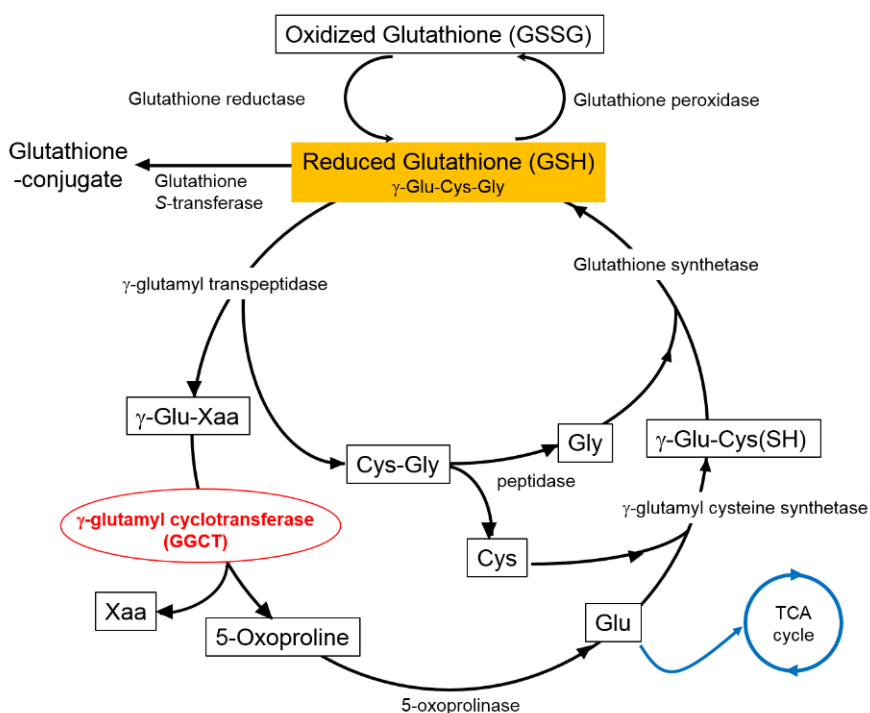 Oxidized Glutathione (GSSG)
Glutathione reductase
Glutathione peroxidase
Glutathione
-conjugate
Glutathione
S-transferase
Reduced Glutathione (GSH)
γ-Glu-Cys-Gly
Glutathione synthetase
γ-glutamyl transpeptidase
γ-Glu-Xaa
Cys-Gly
Gly
γ-Glu-Cys(SH)
peptidase
γ-glutamyl cysteine synthetase
γ-glutamyl cyclotransferase
(GGCT)
Cys
Xaa
5-Oxoproline
Glu
TCA
cycle
5-oxoprolinase